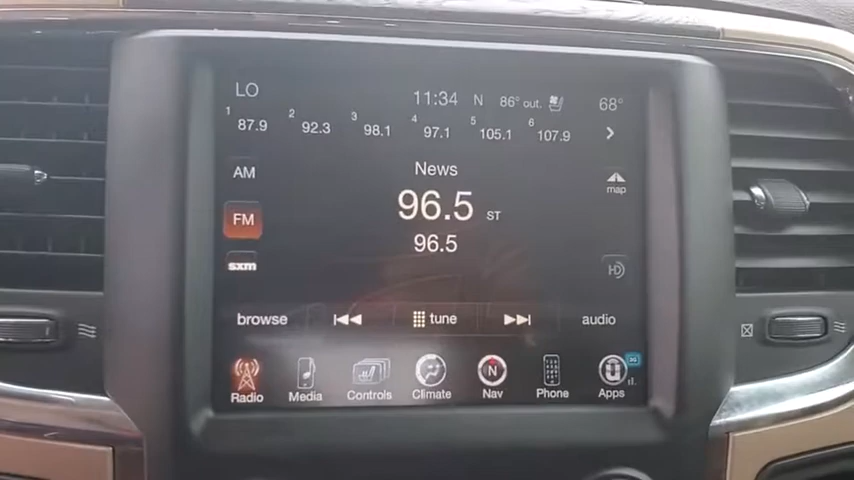 LO 11:34 N 86° out. 68°
1 87.9 2 92.3 3 98.1 4 97.1 5 105.1 6 107.9
News
AM
map
96.5 ST
FM
96.5
sxm
HD
browse tune audio
N
Radio Media Controls Climate Nav Phone Apps